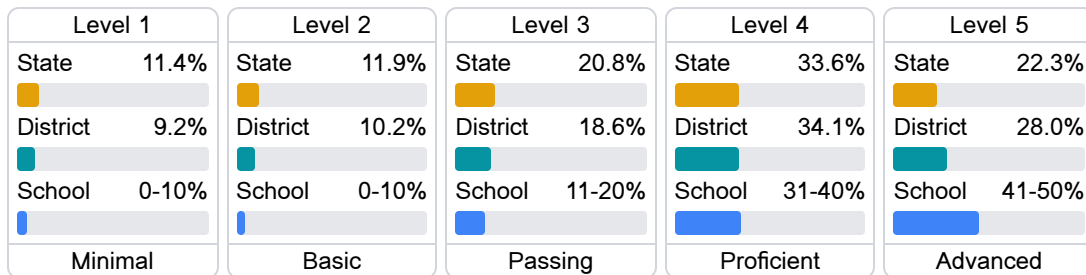 Level 1
State 11.4%
District 9.2%
School 0-10%
Minimal
Level 2
State 11.9%
District 10.2%
School 0-10%
Basic
Level 3
State 20.8%
District 18.6%
School 11-20%
Passing
Level 4
State 33.6%
District 34.1%
School 31-40%
Proficient
Level 5
State 22.3%
District 28.0%
School 41-50%
Advanced